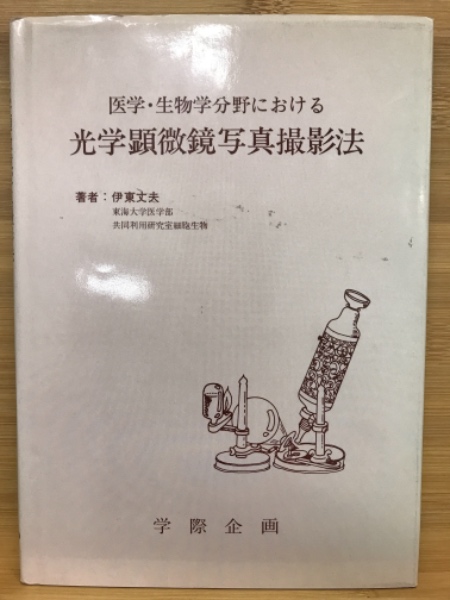 医学・生物学分野における
光学顕微鏡写真撮影法
著者：伊東丈夫
東海大学医学部
共同利用研究室細胞生物
学際企画